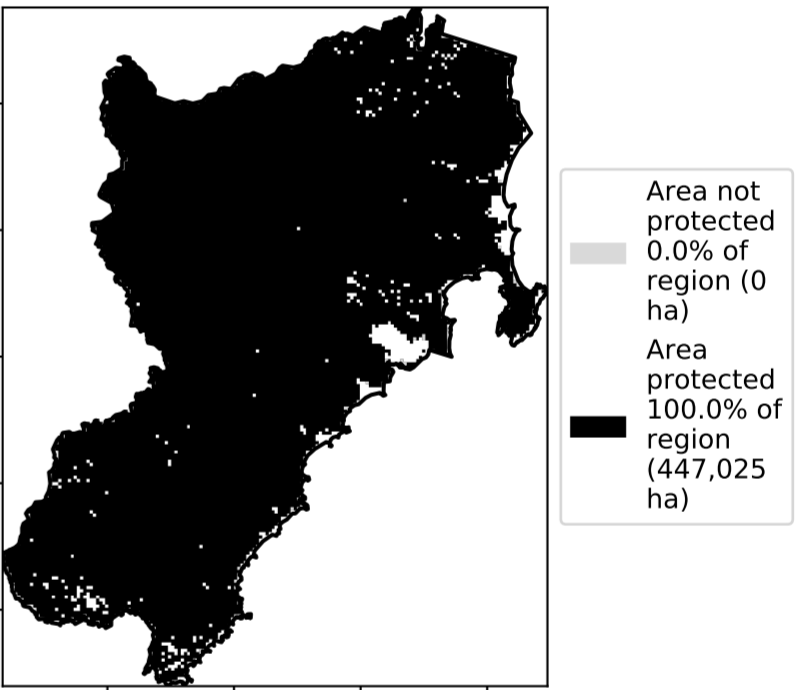 Area not
protected
0.0% of
region (0
ha)
Area
protected
100.0% of
region
(447,025
ha)